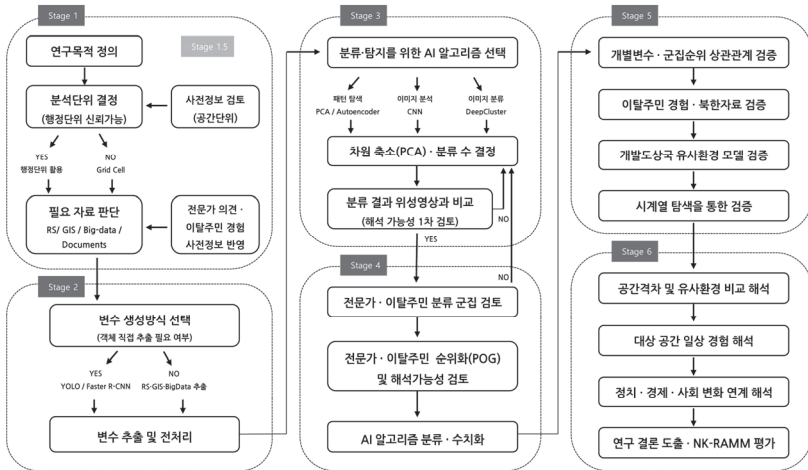 Stage 1
Stage 1.5
연구목적 정의
분석단위 결정
(행정단위 신뢰가능)
사전정보 검토
(공간단위)
YES
행정단위 활용
NO
Grid Cell
필요 자료 판단
RS/ GIS / Big-data /
Documents
전문가 의견 ·
이탈주민 경험
사전정보 반영
Stage 2
변수 생성방식 선택
(객체 직접 추출 필요 여부)
YES
YOLO / Faster R-CNN
NO
RS·GIS·BigData 추출
변수 추출 및 전처리
Stage 3
분류·탐지를 위한 AI 알고리즘 선택
패턴 탐색
PCA / Autoencoder
이미지 분석
CNN
이미지 분류
DeepCluster
차원 축소(PCA) · 분류 수 결정
분류 결과 위성영상과 비교
(해석 가능성 1차 검토)
NO
YES
Stage 4
NO
전문가 · 이탈주민 분류 군집 검토
전문가 · 이탈주민 순위화(POG)
및 해석가능성 검토
AI 알고리즘 분류 · 수치화
Stage 5
개별변수 · 군집순위 상관관계 검증
이탈주민 경험 · 북한자료 검증
개발도상국 유사환경 모델 검증
시계열 탐색을 통한 검증
Stage 6
공간격차 및 유사환경 비교 해석
대상 공간 일상 경험 해석
정치 · 경제 · 사회 변화 연계 해석
연구 결론 도출 · NK-RAMM 평가